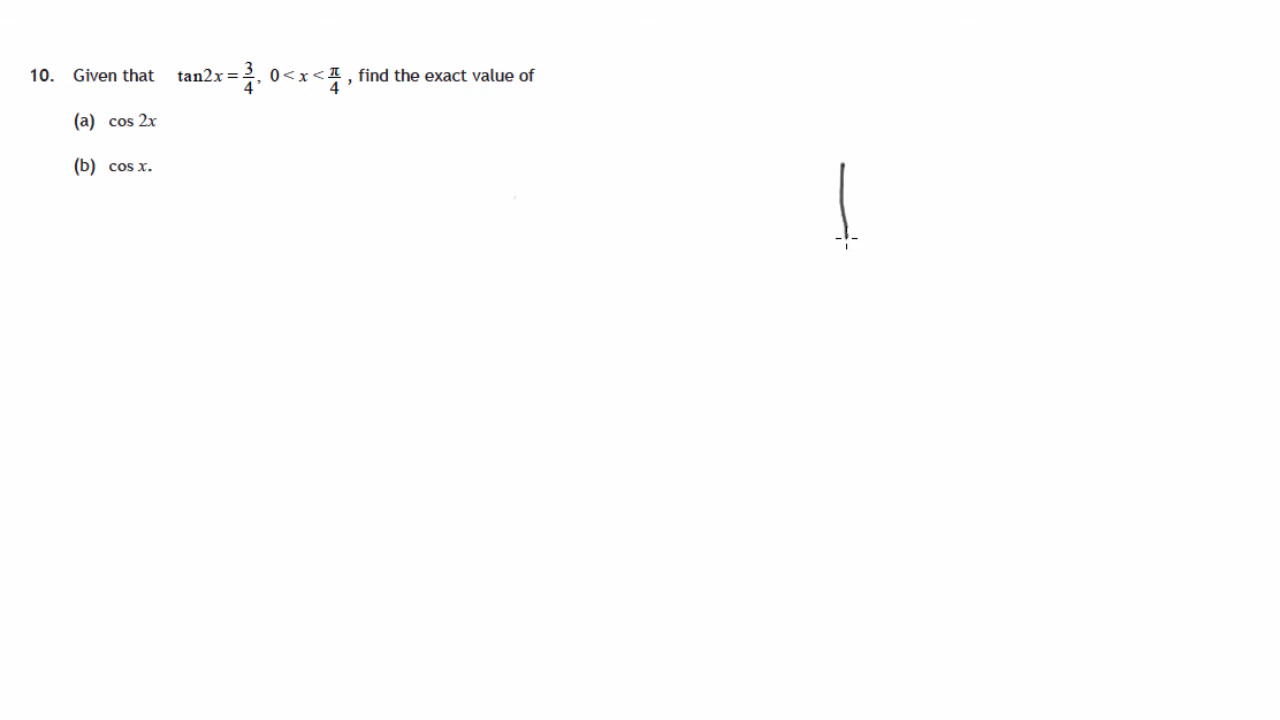 10. Given that tan2x = 3/4, 0 < x < π/4, find the exact value of
(a) cos 2x
(b) cos x.